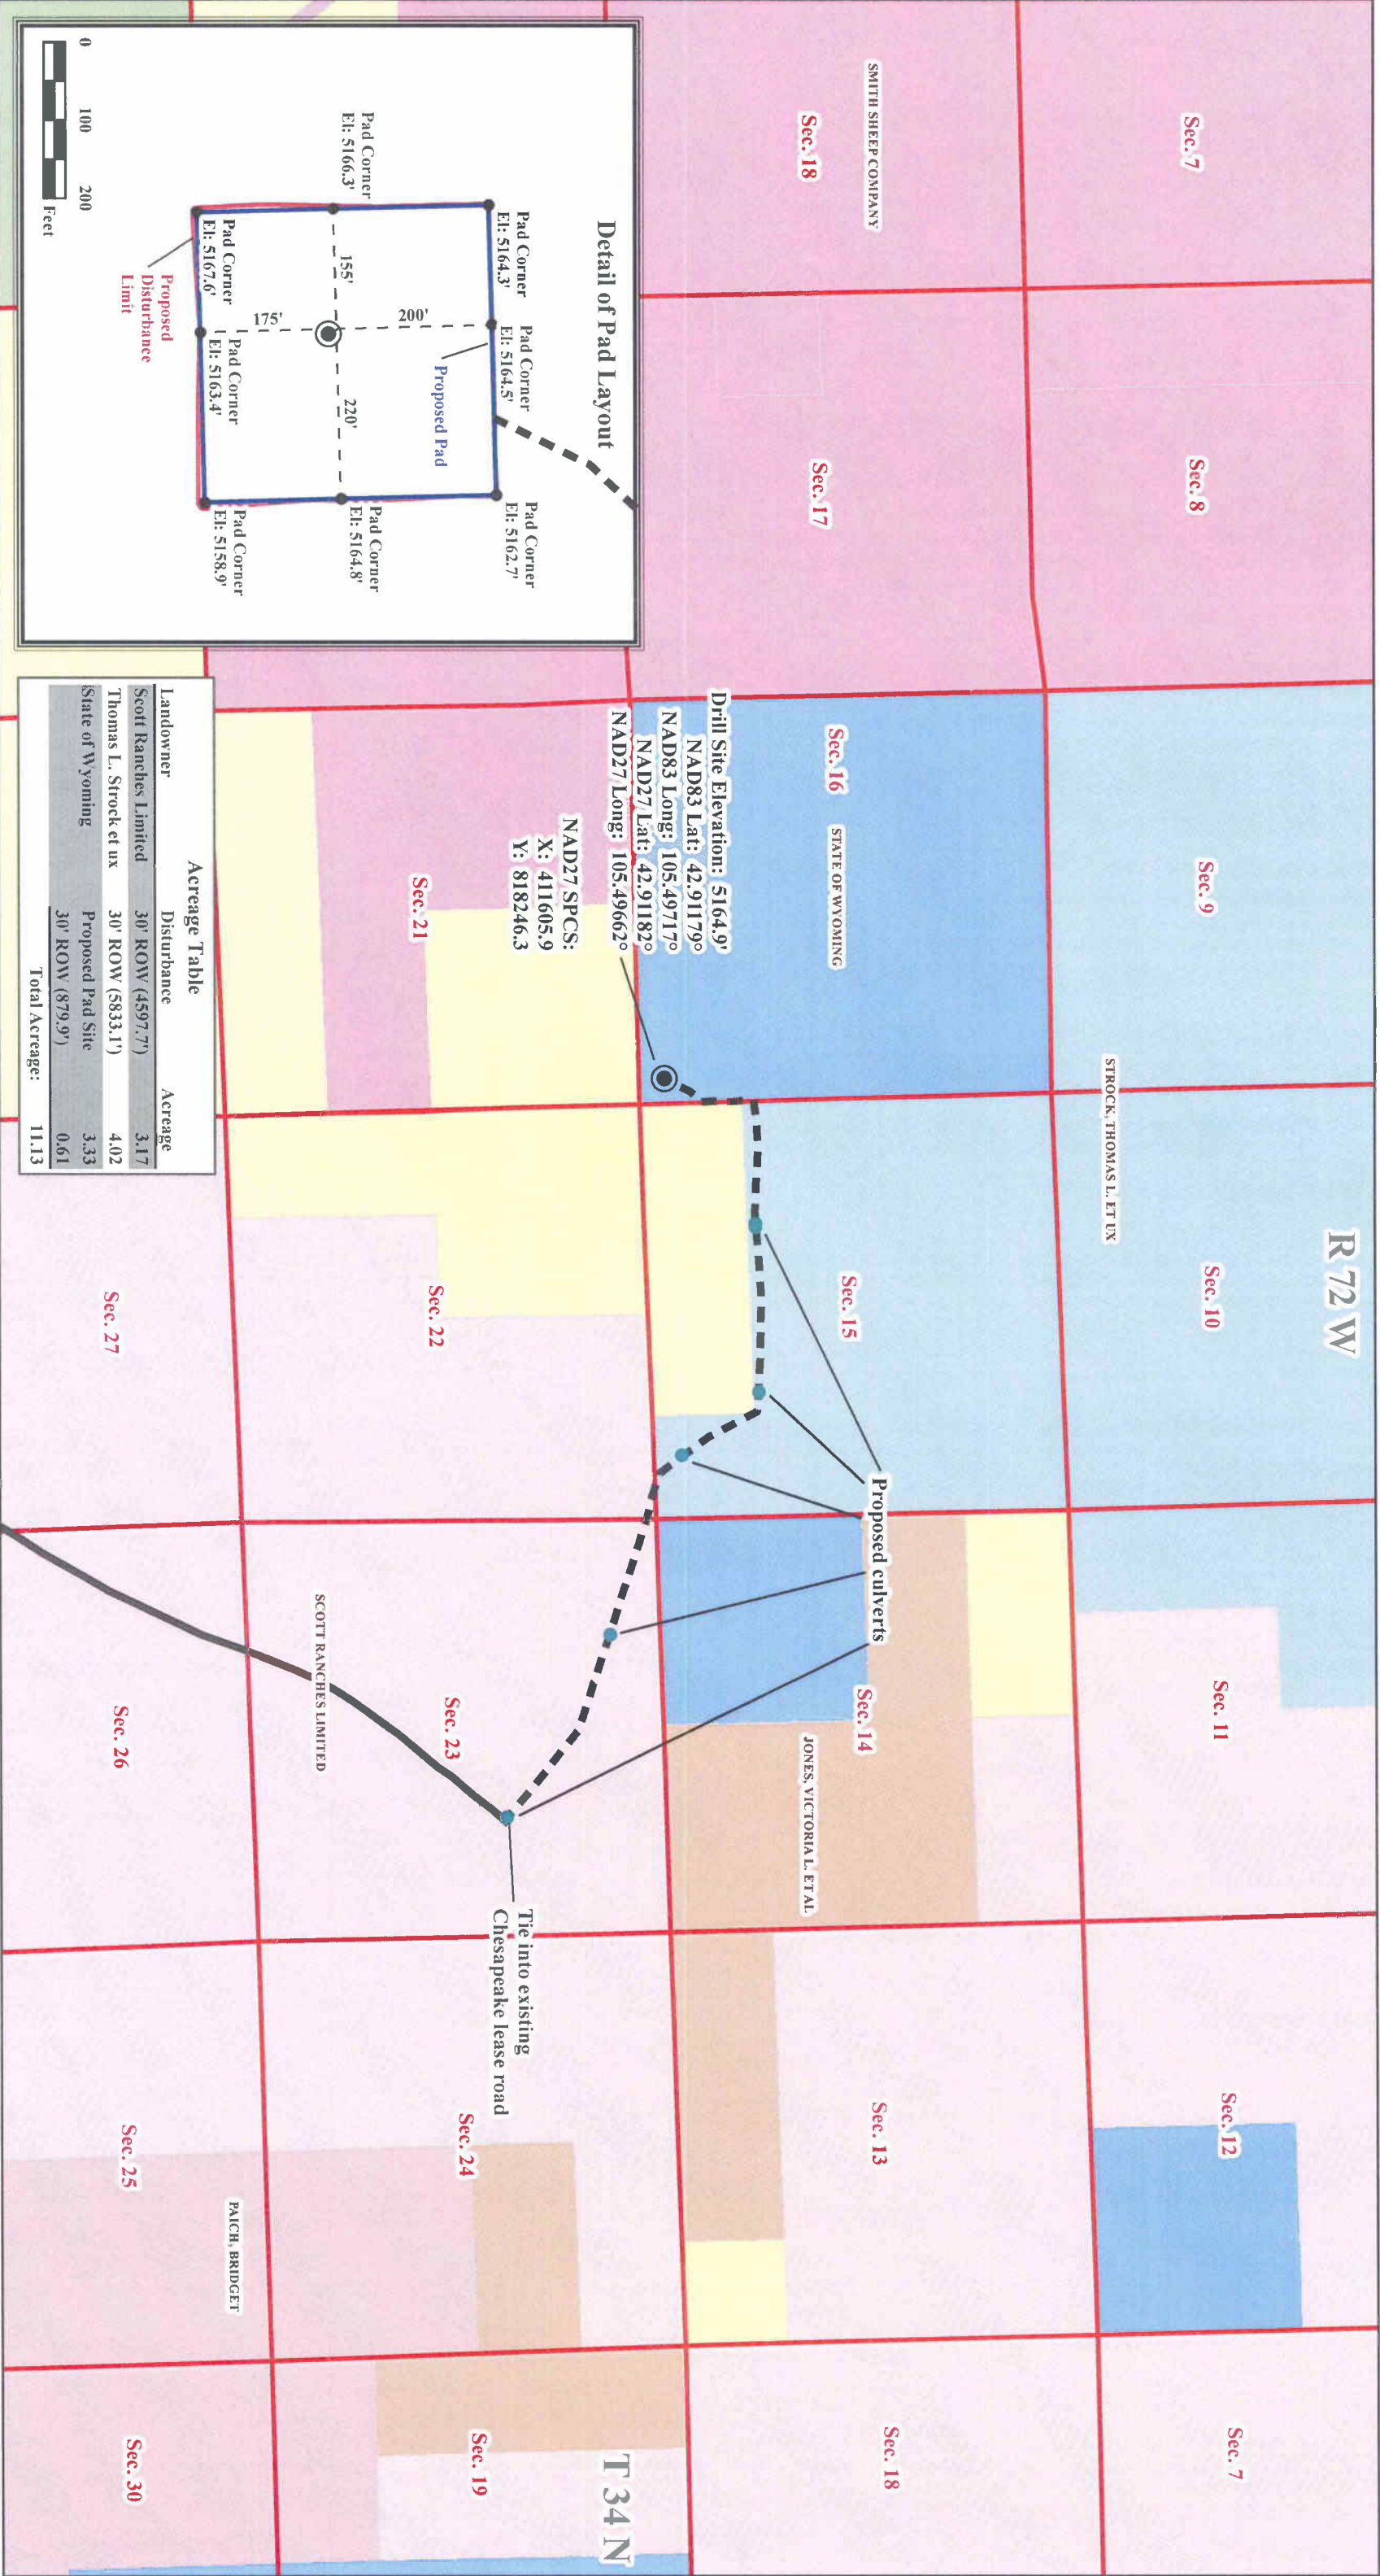 R 72 W
T 34 N
Sec. 7
Sec. 8
Sec. 9
Sec. 10
Sec. 11
Sec. 12
Sec. 7
SMITH SHEEP COMPANY
STROCK, THOMAS L. ET UX
Sec. 18
Sec. 17
Sec. 16
STATE OF WYOMING
Sec. 15
Sec. 14
JONES, VICTORIA L. ET AL
Sec. 13
Sec. 18
Proposed culverts
Drill Site Elevation: 5164.9'
NAD83 Lat: 42.91179°
NAD83 Long: 105.49717°
NAD27 Lat: 42.91182°
NAD27 Long: 105.49662°
NAD27 SPCS:
X: 411605.9
Y: 818246.3
Sec. 21
Sec. 22
Sec. 23
Sec. 24
Sec. 19
Tie into existing
Chesapeake lease road
SCOTT RANCHES LIMITED
PAICH, BRIDGET
Sec. 27
Sec. 26
Sec. 25
Sec. 30
Detail of Pad Layout
Pad Corner
El: 5164.3'
Pad Corner
El: 5164.5'
Pad Corner
El: 5162.7'
Proposed Pad
200'
Pad Corner
El: 5166.3'
155'
220'
Pad Corner
El: 5164.8'
175'
Pad Corner
El: 5167.6'
Pad Corner
El: 5163.4'
Pad Corner
El: 5158.9'
Proposed
Disturbance
Limit
0 100 200
Feet
Acreage Table
Landowner Disturbance Acreage
Scott Ranches Limited 30' ROW (4597.7') 3.17
Thomas L. Strock et ux 30' ROW (5833.1') 4.02
State of Wyoming Proposed Pad Site 3.33
30' ROW (879.9') 0.61
Total Acreage: 11.13